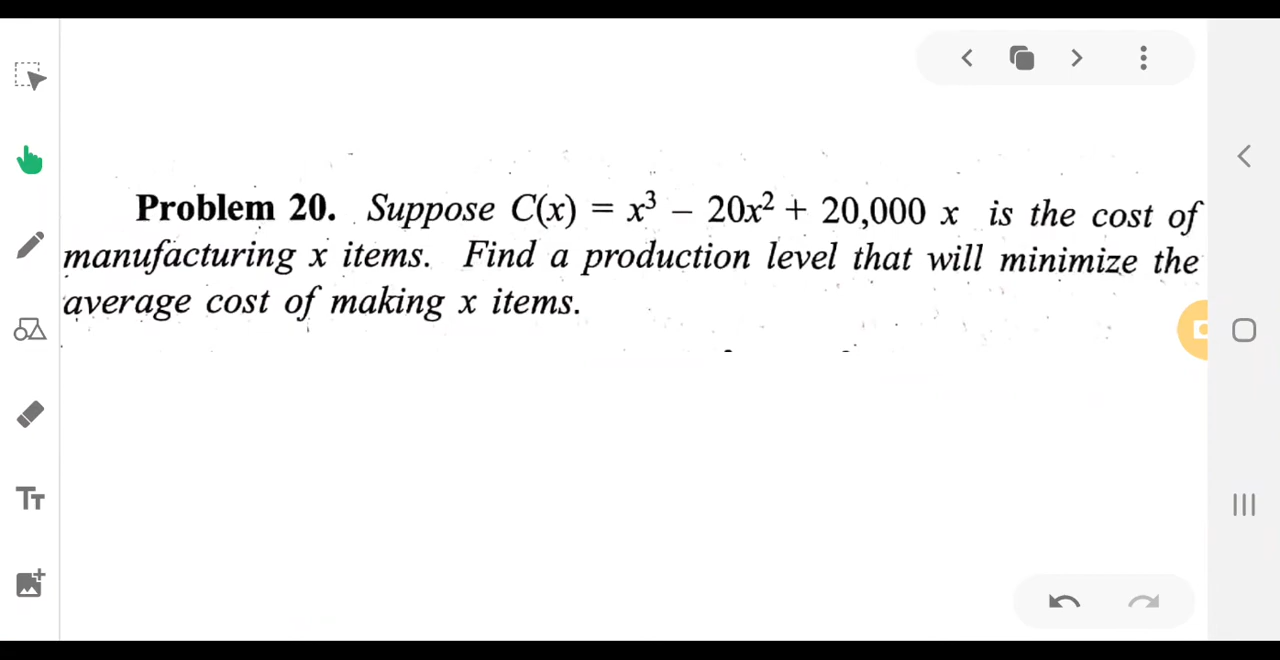 Problem 20. Suppose C(x) = x³ – 20x² + 20,000 x is the cost of
manufacturing x items. Find a production level that will minimize the
average cost of making x items.
TT